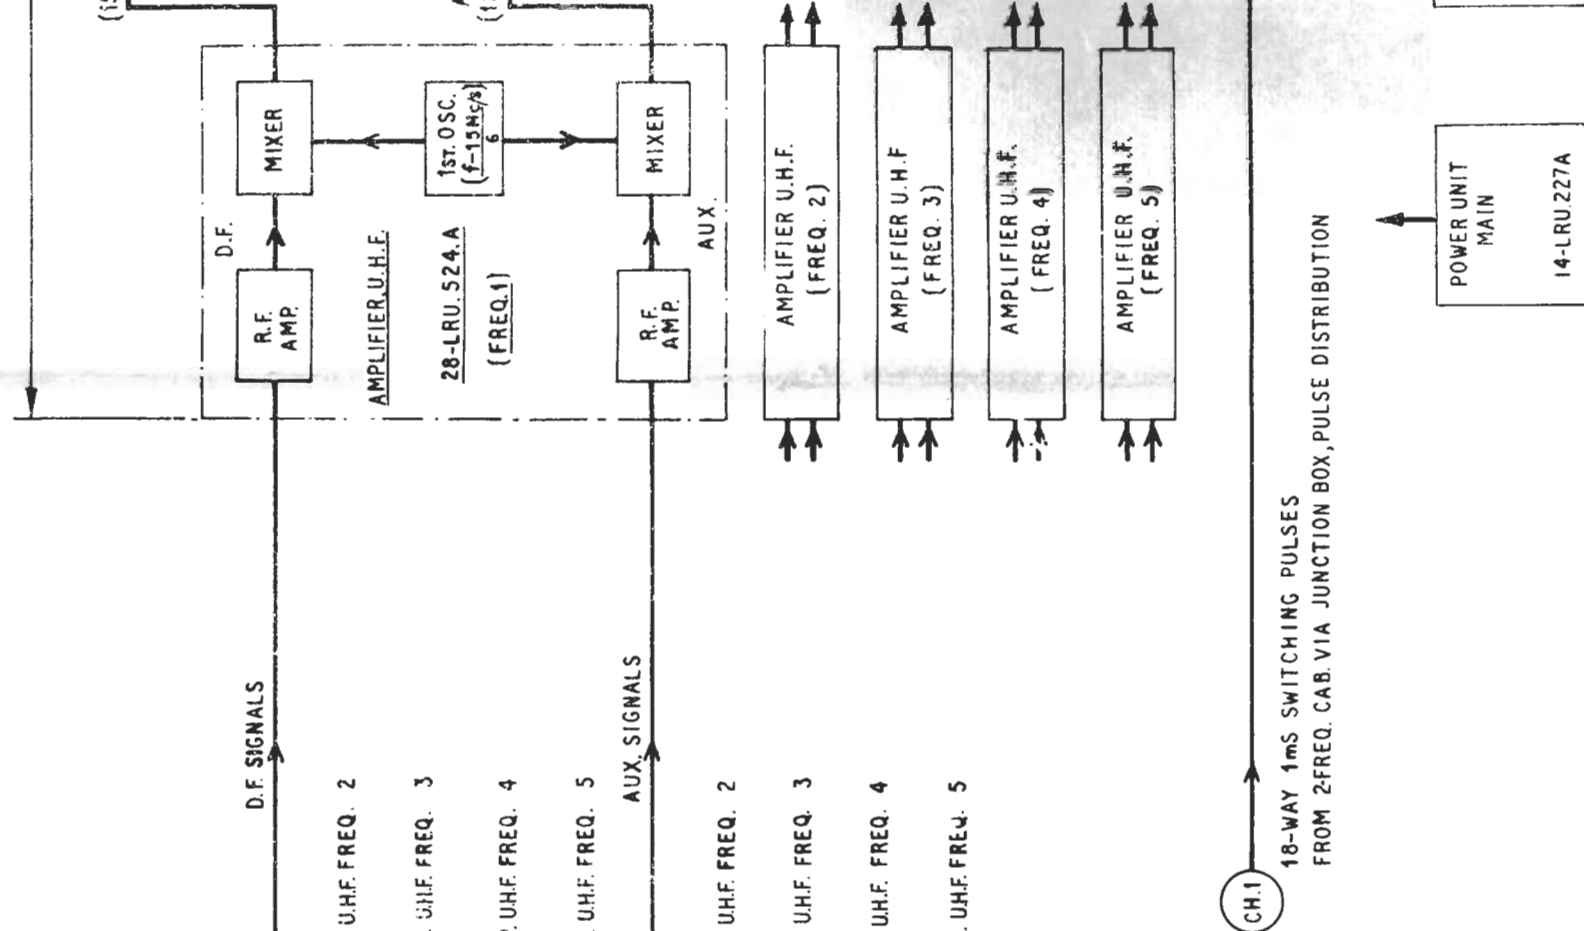 D.F. SIGNALS
U.H.F. FREQ. 2
U.H.F. FREQ. 3
U.H.F. FREQ. 4
U.H.F. FREQ. 5
AUX. SIGNALS
U.H.F. FREQ. 2
U.H.F. FREQ. 3
U.H.F. FREQ. 4
U.H.F. FREQ. 5
D.F.
R.F.
AMP.
MIXER
AMPLIFIER, U.H.F.
28-LRU.524.A
(FREQ.1)
1ST. OSC.
(f-15Mc/s)
6
R.F.
AMP.
MIXER
AUX.
AMPLIFIER U.H.F.
(FREQ. 2)
AMPLIFIER U.H.F
(FREQ. 3)
AMPLIFIER U.H.F.
(FREQ. 4)
AMPLIFIER U.H.F.
(FREQ. 5)
CH.1
18-WAY 1mS SWITCHING PULSES
FROM 2-FREQ. CAB. VIA JUNCTION BOX, PULSE DISTRIBUTION
POWER UNIT
MAIN
14-LRU.227A